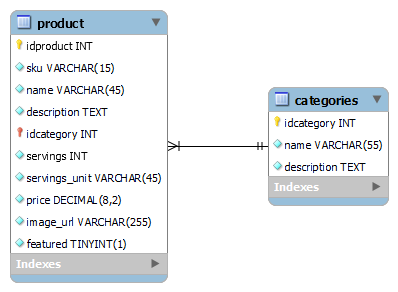 product
idproduct INT
sku VARCHAR(15)
name VARCHAR(45)
description TEXT
idcategory INT
servings INT
servings_unit VARCHAR(45)
price DECIMAL(8,2)
image_url VARCHAR(255)
featured TINYINT(1)
Indexes
categories
idcategory INT
name VARCHAR(55)
description TEXT
Indexes